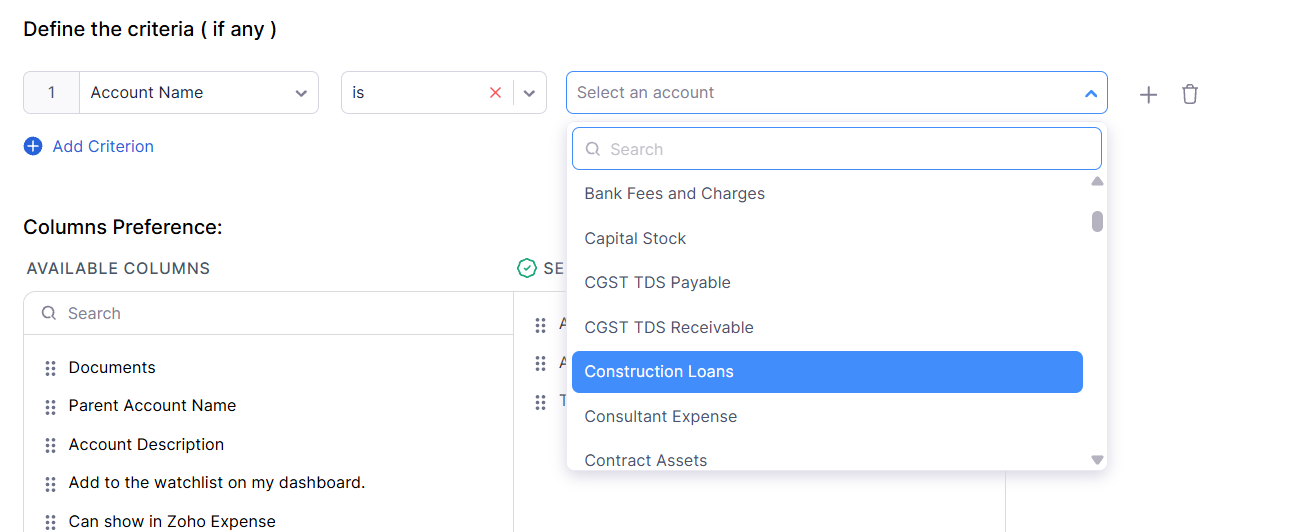 Define the criteria ( if any )
1 Account Name is Select an account
Add Criterion
Search
Bank Fees and Charges
Capital Stock
CGST TDS Payable
CGST TDS Receivable
Construction Loans
Consultant Expense
Contract Assets
Columns Preference:
AVAILABLE COLUMNS
Search
Documents
Parent Account Name
Account Description
Add to the watchlist on my dashboard.
Can show in Zoho Expense